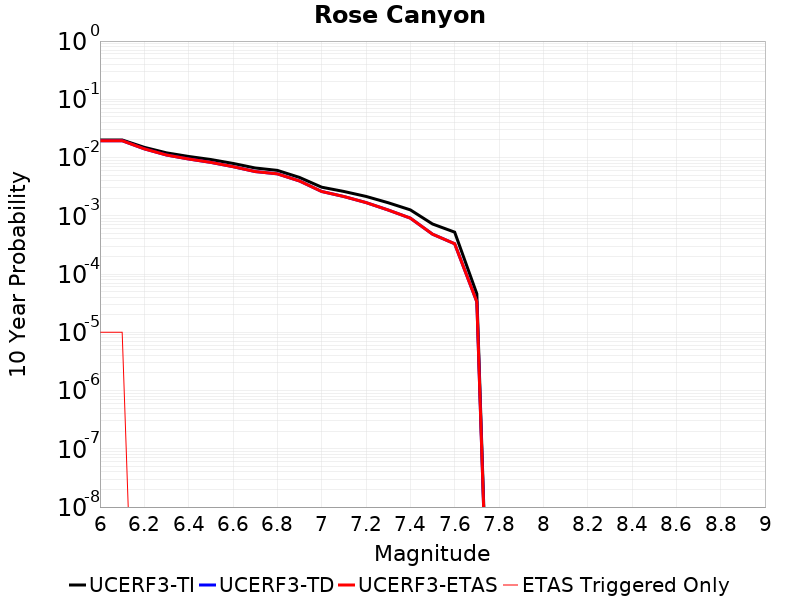 Rose Canyon
10 Year Probability
10^0
10^-1
10^-2
10^-3
10^-4
10^-5
10^-6
10^-7
10^-8
6 6.2 6.4 6.6 6.8 7 7.2 7.4 7.6 7.8 8 8.2 8.4 8.6 8.8 9
Magnitude
UCERF3-TI UCERF3-TD UCERF3-ETAS ETAS Triggered Only